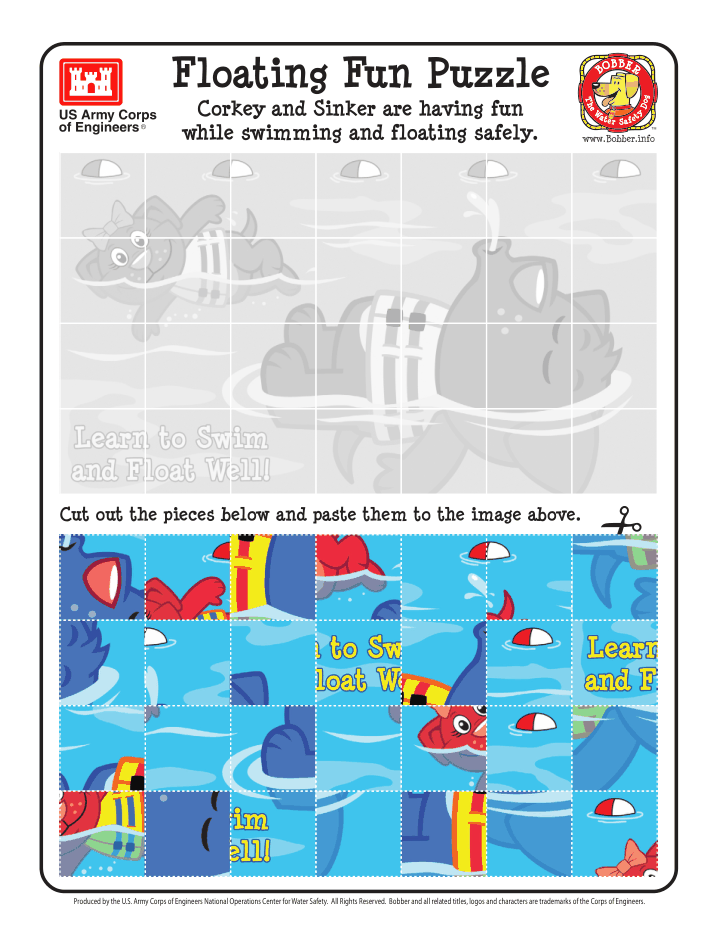 Floating Fun Puzzle
Corkey and Sinker are having fun
while swimming and floating safely.
US Army Corps
of Engineers®
BOBBER
The Water Safety Dog
™
www.Bobber.info
Learn to Swim
and Float Well!
Cut out the pieces below and paste them to the image above.
n to Sw
loat W
Learn
and F
im
ell!
Produced by the U.S. Army Corps of Engineers National Operations Center for Water Safety. All Rights Reserved. Bobber and all related titles, logos and characters are trademarks of the Corps of Engineers.